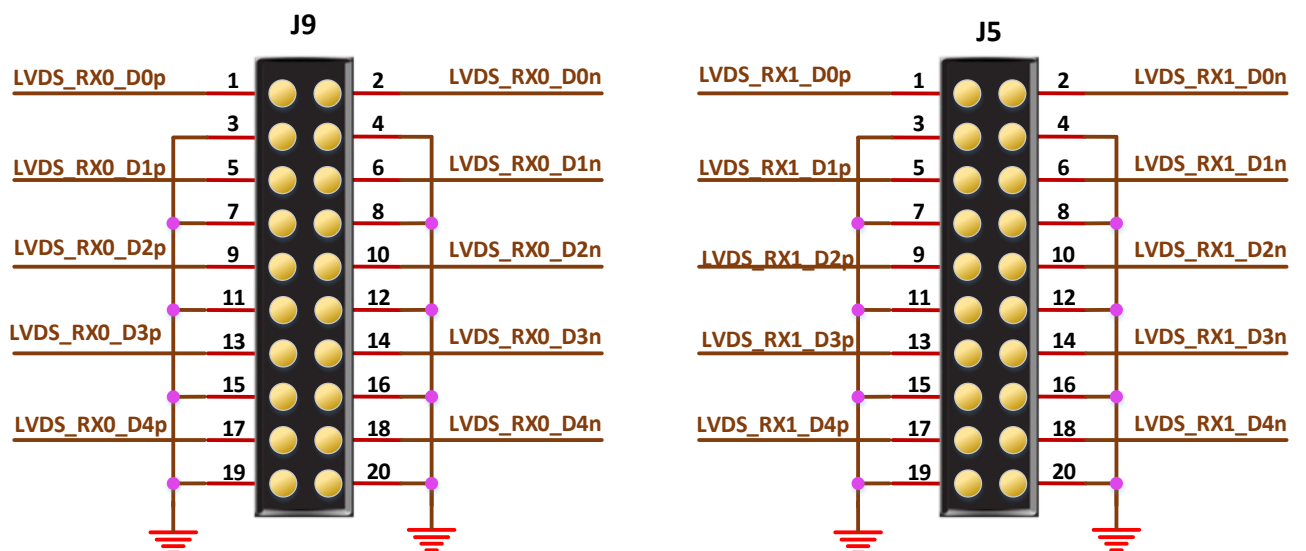 J9
LVDS_RX0_D0p 1 2 LVDS_RX0_D0n
3 4
LVDS_RX0_D1p 5 6 LVDS_RX0_D1n
7 8
LVDS_RX0_D2p 9 10 LVDS_RX0_D2n
11 12
LVDS_RX0_D3p 13 14 LVDS_RX0_D3n
15 16
LVDS_RX0_D4p 17 18 LVDS_RX0_D4n
19 20
J5
LVDS_RX1_D0p 1 2 LVDS_RX1_D0n
3 4
LVDS_RX1_D1p 5 6 LVDS_RX1_D1n
7 8
LVDS_RX1_D2p 9 10 LVDS_RX1_D2n
11 12
LVDS_RX1_D3p 13 14 LVDS_RX1_D3n
15 16
LVDS_RX1_D4p 17 18 LVDS_RX1_D4n
19 20